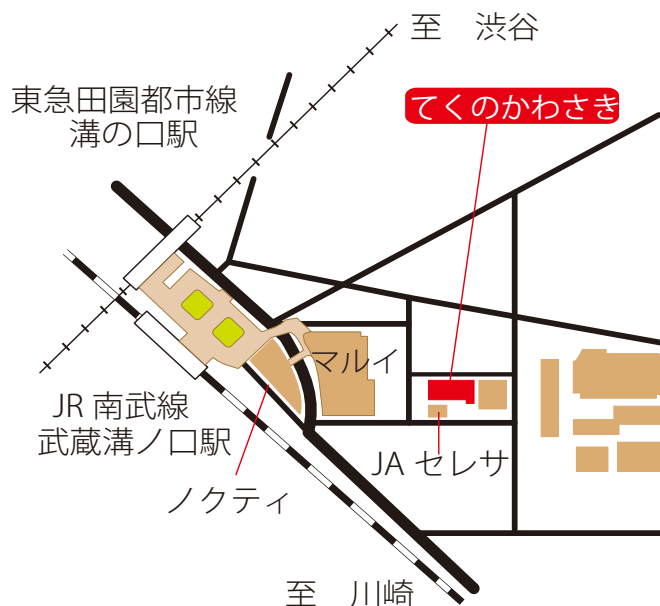 至　渋谷
東急田園都市線
溝の口駅
てくのかわさき
マルイ
JR 南武線
武蔵溝ノ口駅
JA セレサ
ノクティ
至　川崎